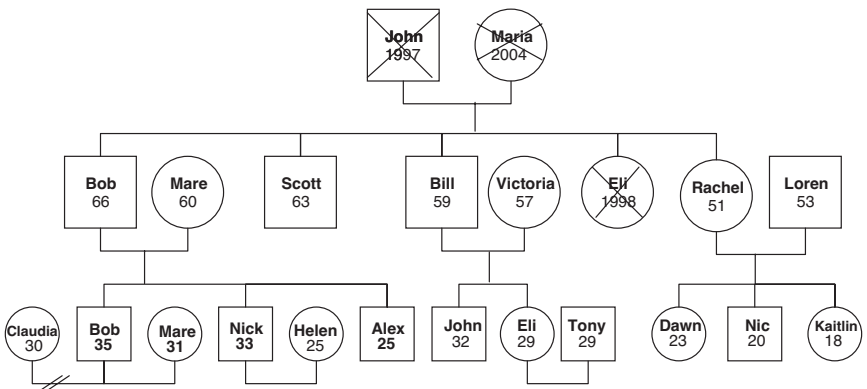 John
1997
Maria
2004
Bob
66
Mare
60
Scott
63
Bill
59
Victoria
57
Eli
1998
Rachel
51
Loren
53
Claudia
30
Bob
35
Mare
31
Nick
33
Helen
25
Alex
25
John
32
Eli
29
Tony
29
Dawn
23
Nic
20
Kaitlin
18